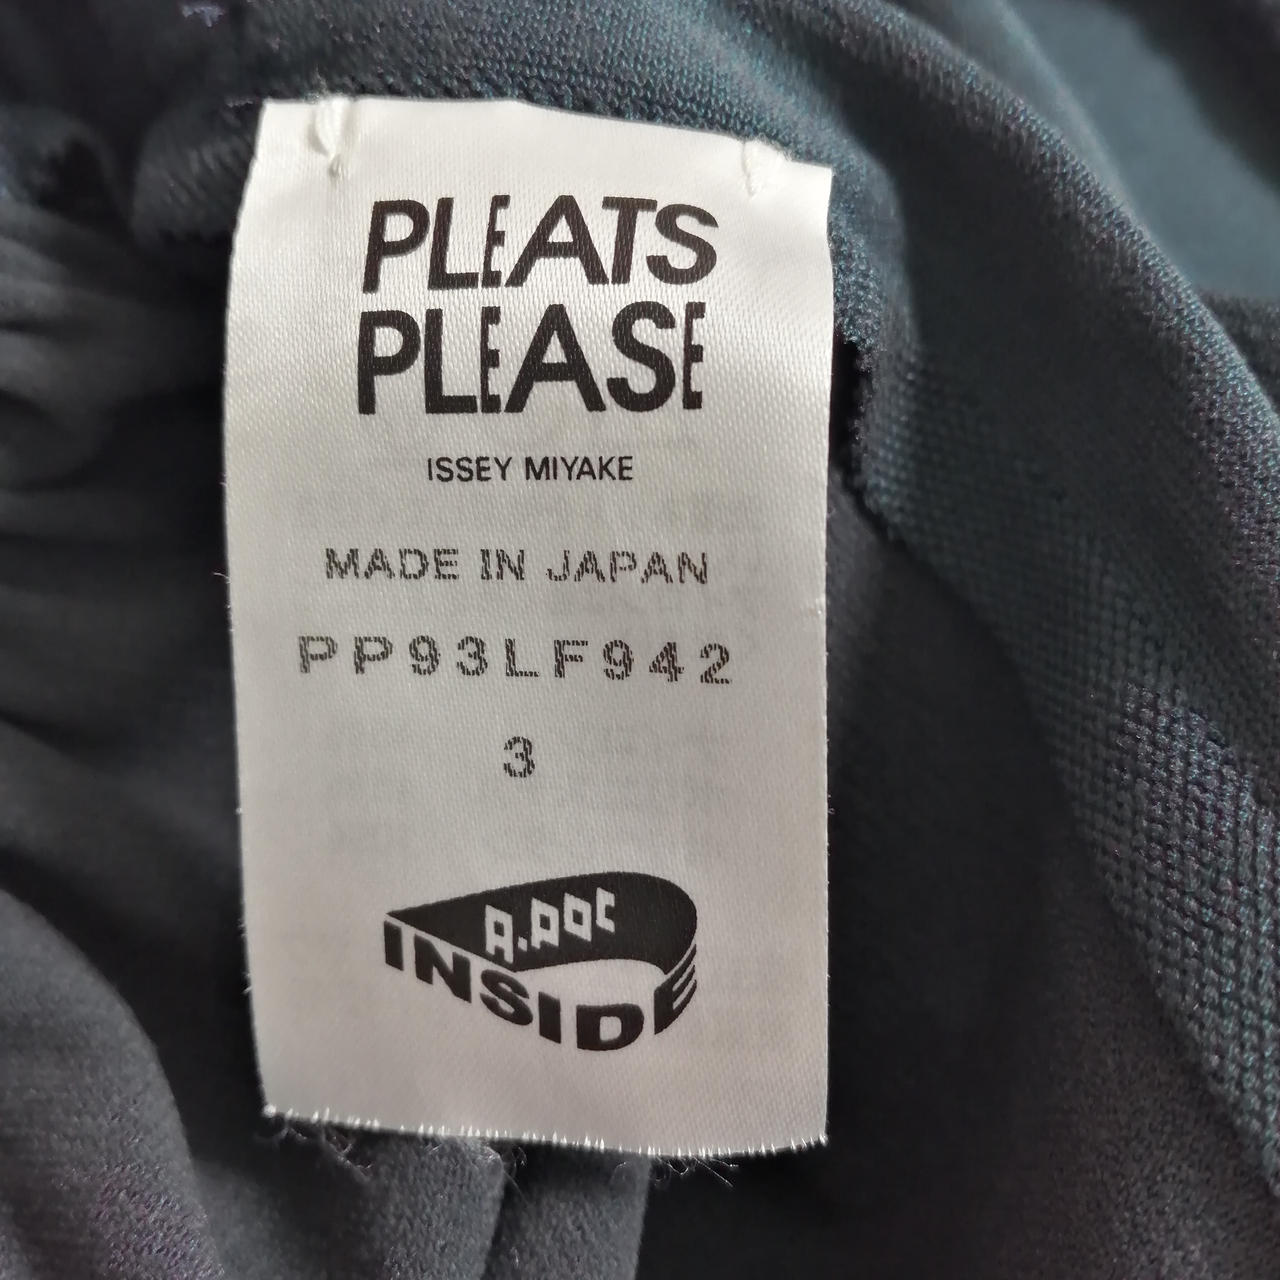 PLEATS
PLEASE
ISSEY MIYAKE
MADE IN JAPAN
PP93LF942
3
A.POC
INSIDE